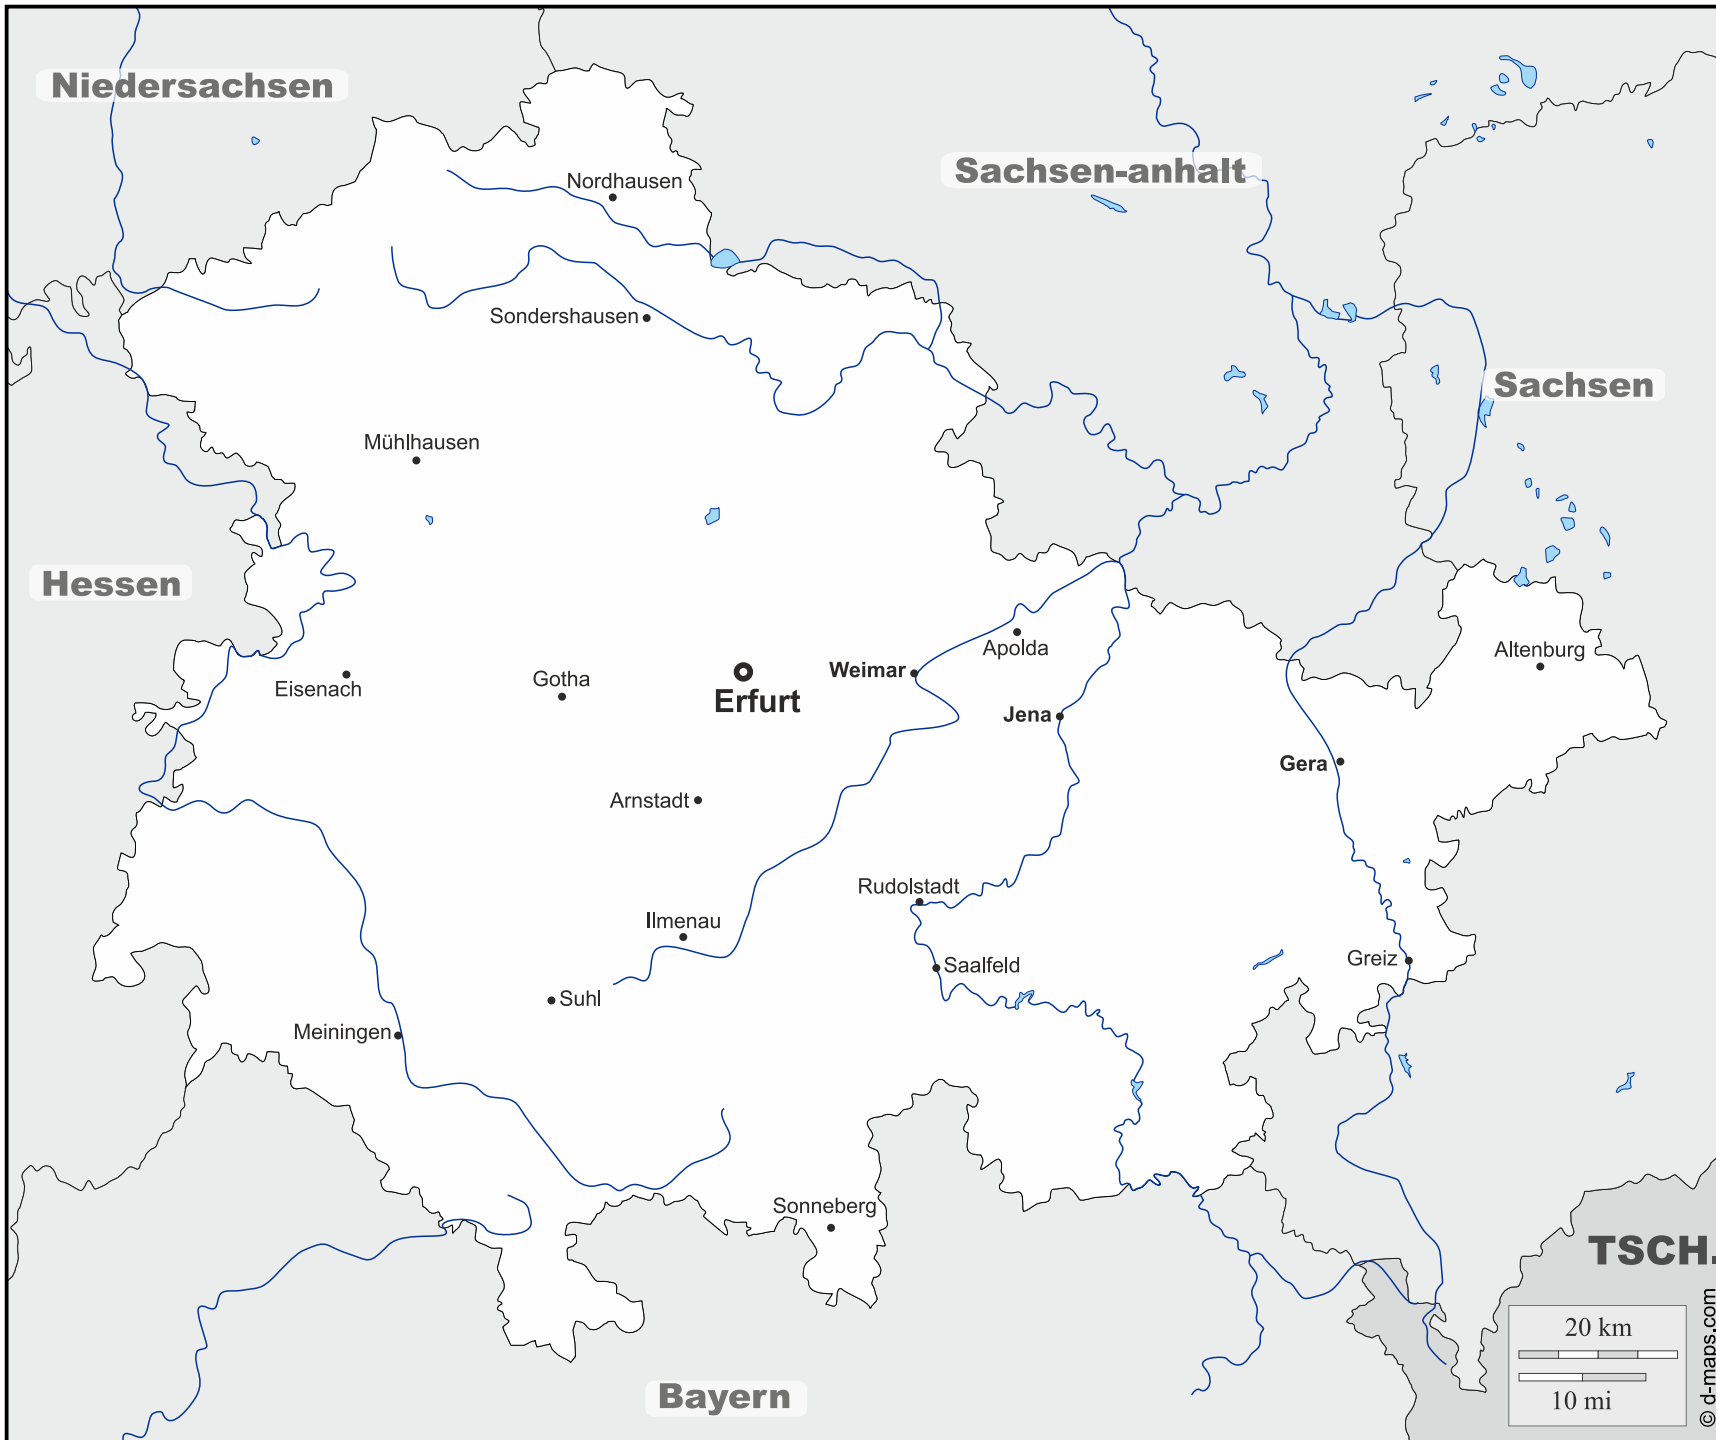 Niedersachsen
Sachsen-anhalt
Nordhausen
Sondershausen
Sachsen
Mühlhausen
Hessen
Apolda
Altenburg
Weimar
Eisenach
Gotha
Erfurt
Jena
Gera
Arnstadt
Rudolstadt
Ilmenau
Greiz
Saalfeld
Suhl
Meiningen
Sonneberg
TSCH.
20 km
10 mi
Bayern
© d-maps.com